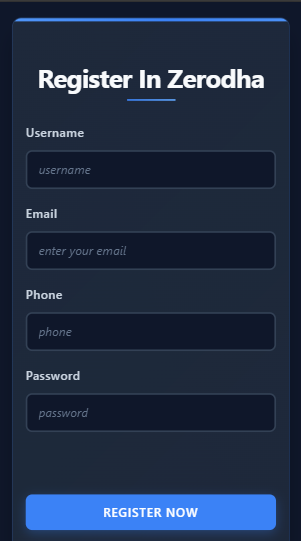 Register In Zerodha
Username
username
Email
enter your email
Phone
phone
Password
password
REGISTER NOW